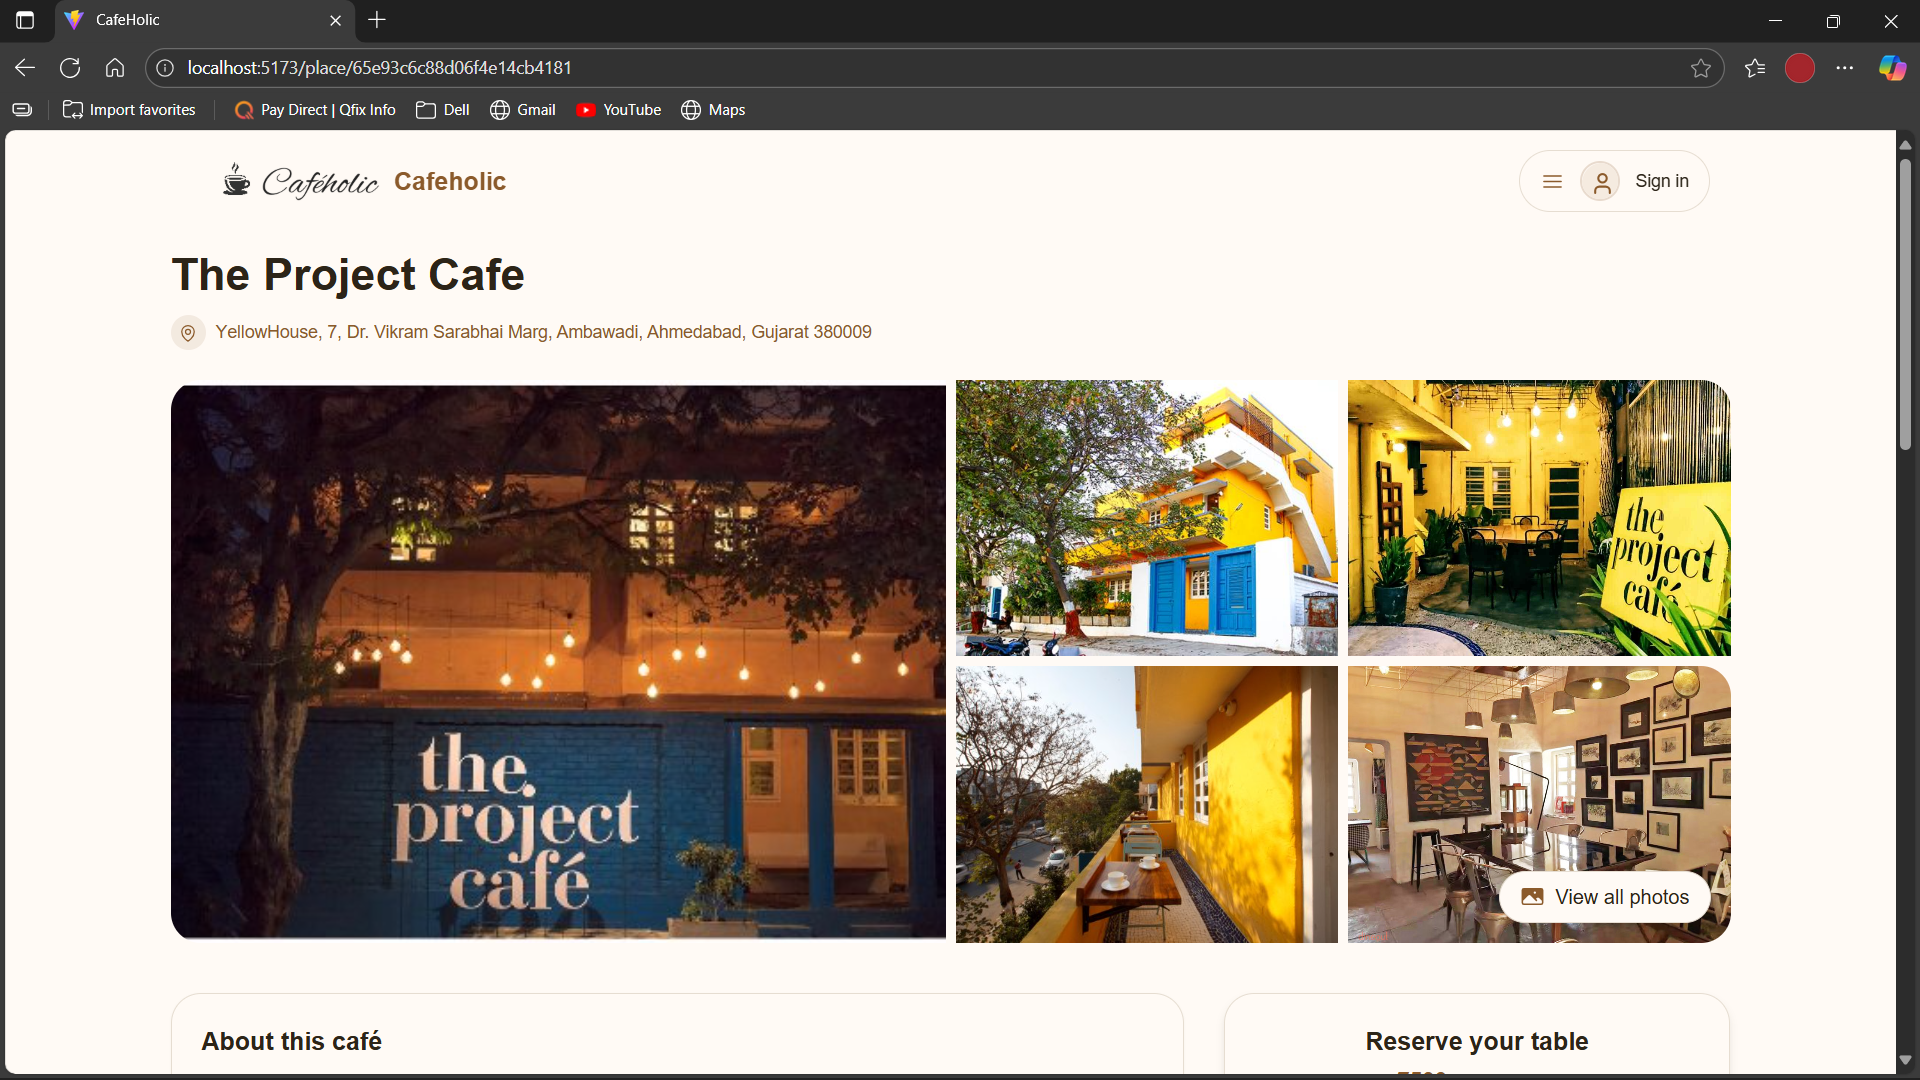 CafeHolic
localhost:5173/place/65e93c6c88d06f4e14cb4181
Import favorites
Pay Direct | Qfix Info
Dell
Gmail
YouTube
Maps
Caféholic Cafeholic
Sign in
The Project Cafe
YellowHouse, 7, Dr. Vikram Sarabhai Marg, Ambawadi, Ahmedabad, Gujarat 380009
the
project
café
the
project
café
View all photos
About this café
Reserve your table